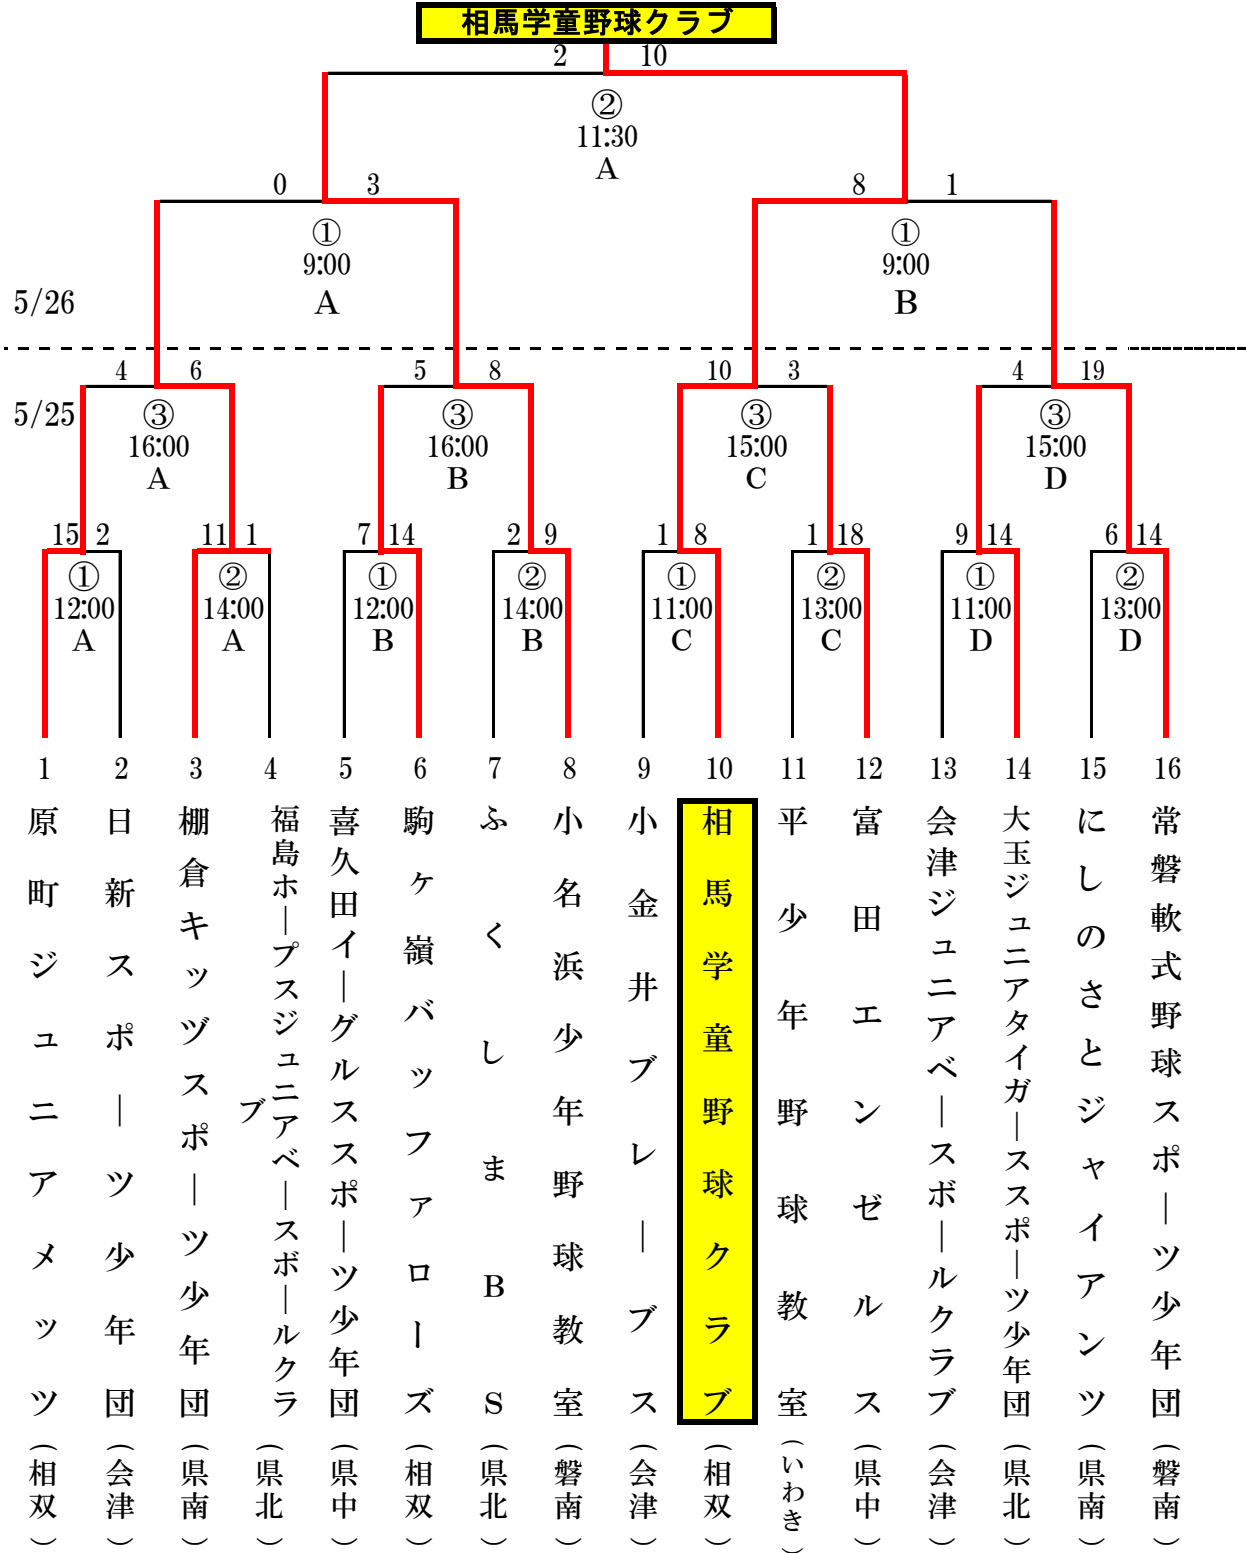 相馬学童野球クラブ
2 10
②
11:30
A
0 3 8 1
① ①
9:00 9:00
A B
5/26
4 6 5 8 10 3 4 19
5/25
③ ③ ③ ③
16:00 16:00 15:00 15:00
A B C D
15 2 11 1 7 14 2 9 1 8 1 18 9 14 6 14
① ② ① ② ① ② ① ②
12:00 14:00 12:00 14:00 11:00 13:00 11:00 13:00
A A B B C C D D
1 2 3 4 5 6 7 8 9 10 11 12 13 14 15 16
原町ジュニアメッツ(相双)
日新スポーツ少年団(会津)
棚倉キッヅスポーツ少年団(県南)
福島ホープスジュニアベースボールクラブ(県北)
喜久田イーグルススポーツ少年団(県中)
駒ヶ嶺バッファローズ(相双)
ふくしまBS(県北)
小名浜少年野球教室(磐南)
小金井ブレーブス(会津)
相馬学童野球クラブ(相双)
平少年野球教室(いわき)
富田エンゼルス(県中)
会津ジュニアベースボールクラブ(会津)
大玉ジュニアタイガースポーツ少年団(県北)
にしのさとジャイアンツ(県南)
常磐軟式野球スポーツ少年団(磐南)